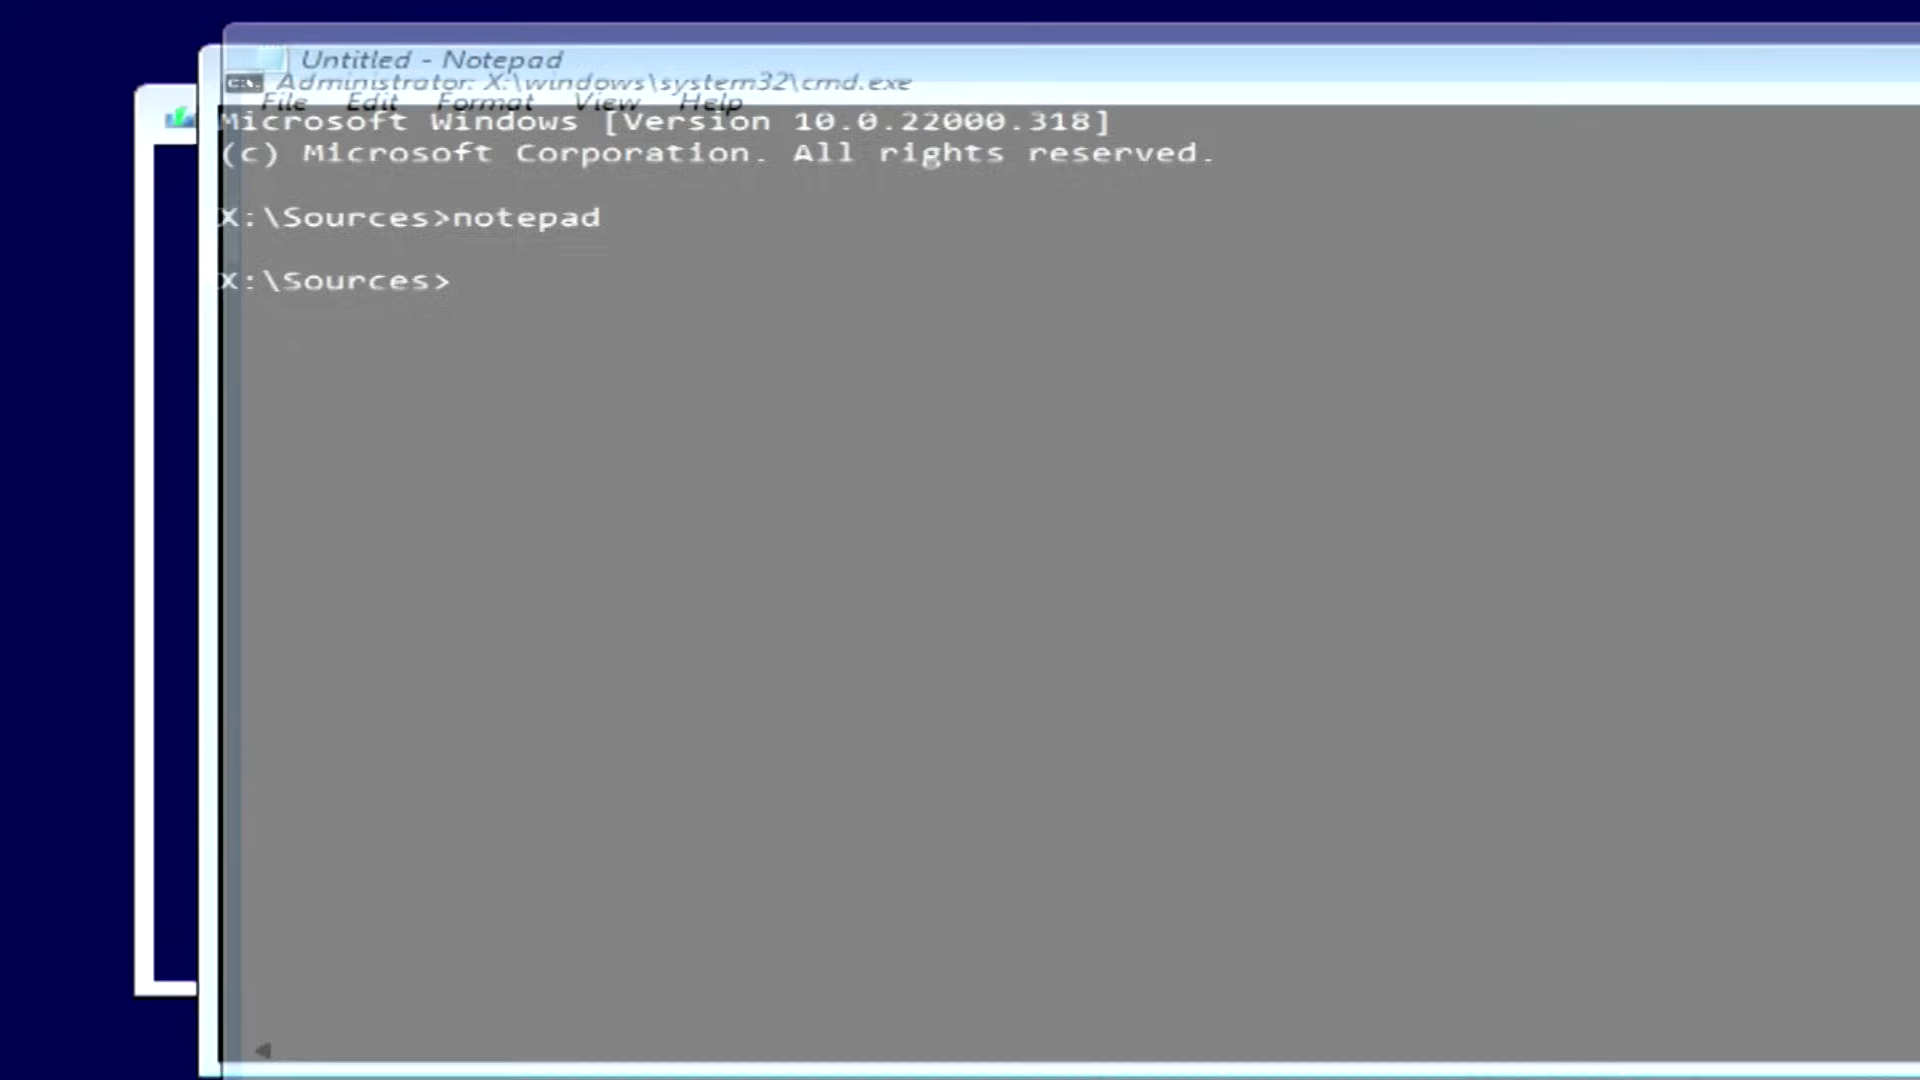 Untitled - Notepad
Administrator: X:\windows\system32\cmd.exe
File Edit Format View Help
Microsoft Windows [Version 10.0.22000.318]
(c) Microsoft Corporation. All rights reserved.
X:\Sources>notepad
X:\Sources>